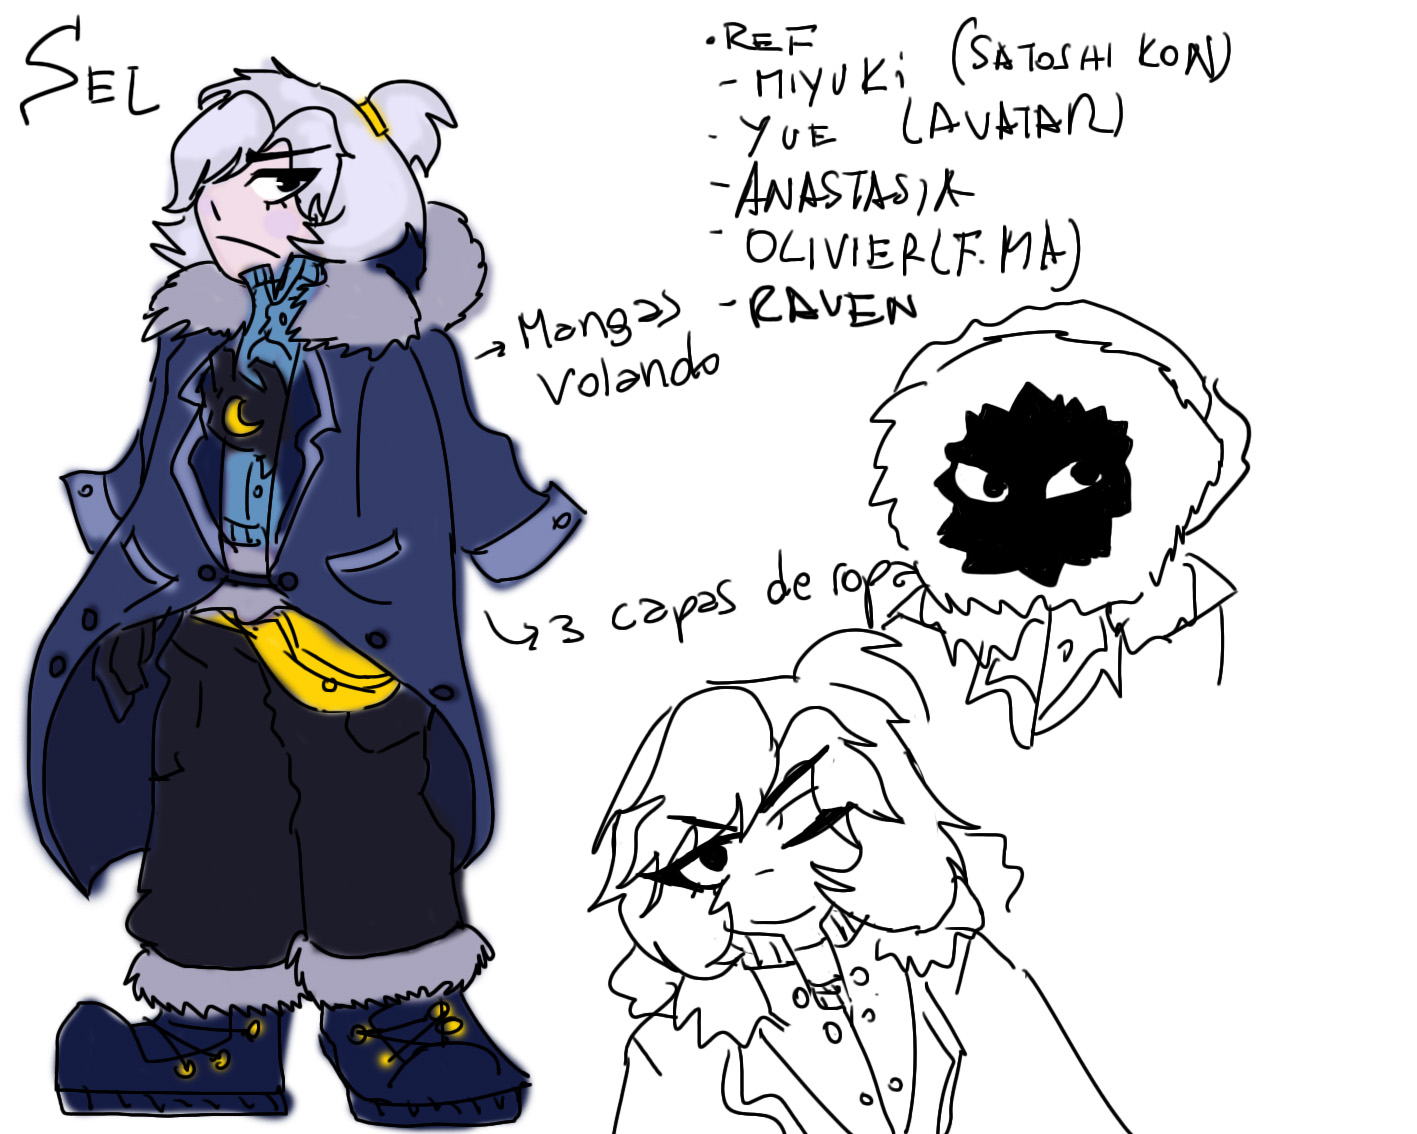 SEL
• REF
- MIYUKi (SATOSHI KON)
- YUE (AVATAR)
- ANASTASIA
- OLIVIER (F. MA)
- RAVEN
→ Mangas
volando
↳ 3 capas de ropa